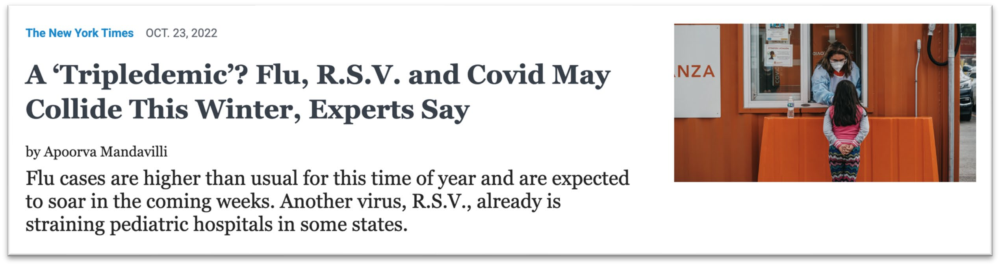 The New York Times OCT. 23, 2022
A ‘Tripledemic’? Flu, R.S.V. and Covid May
Collide This Winter, Experts Say
by Apoorva Mandavilli
Flu cases are higher than usual for this time of year and are expected
to soar in the coming weeks. Another virus, R.S.V., already is
straining pediatric hospitals in some states.
NZA
COVID